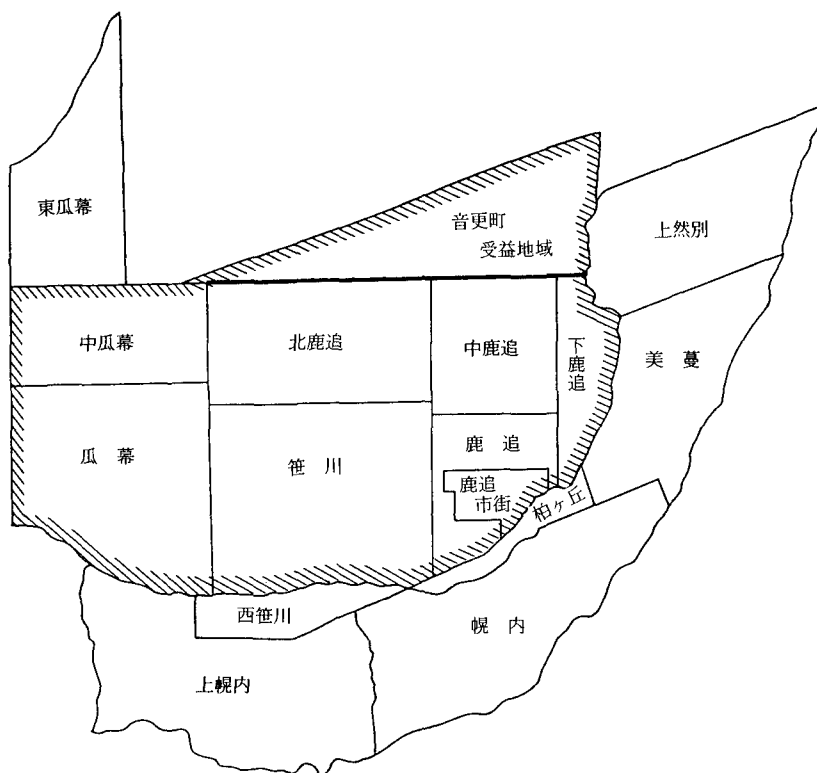 東瓜幕
音更町
受益地域
上然別
中瓜幕
北鹿追
中鹿追
下鹿追
美蔓
瓜幕
笹川
鹿追
鹿追
市街
柏ヶ丘
西笹川
幌内
上幌内